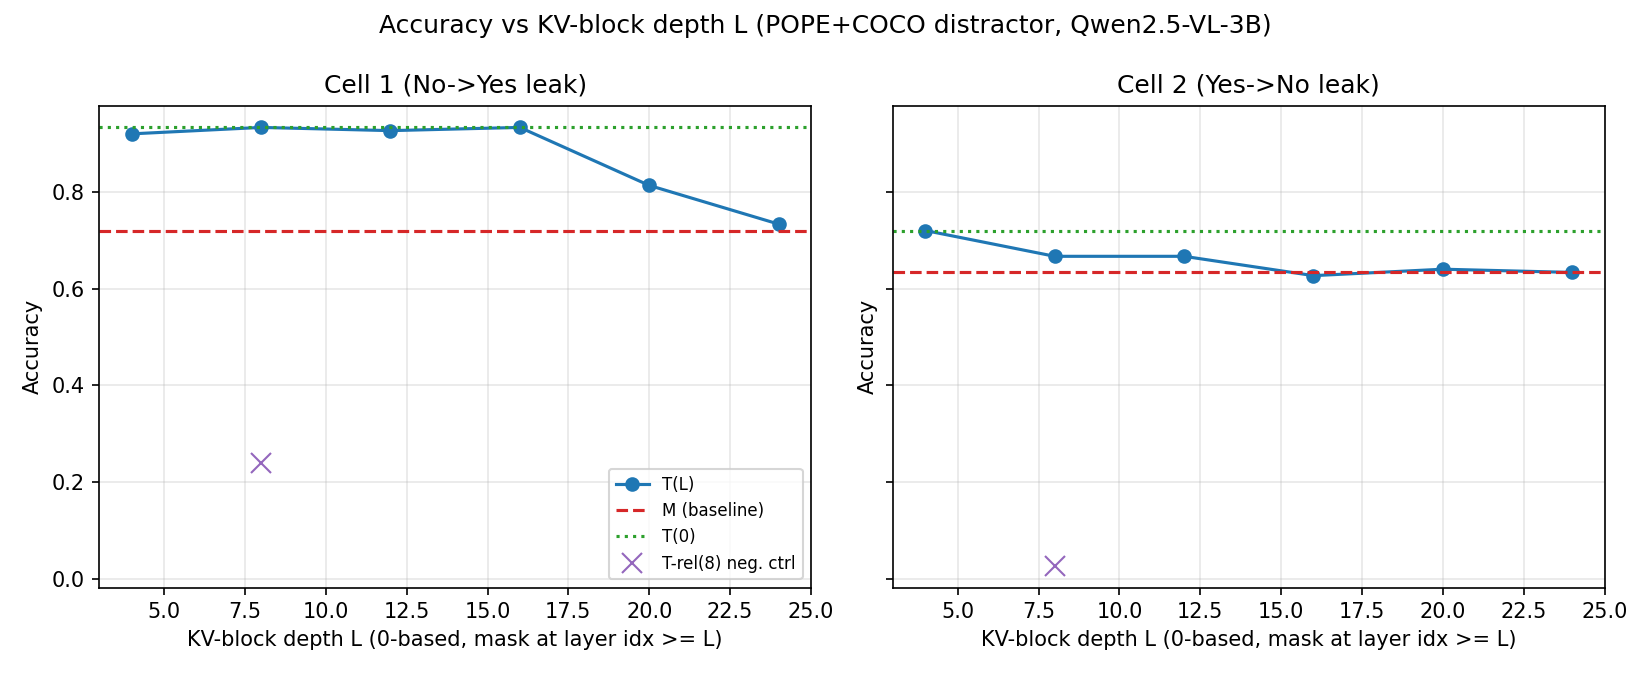 Accuracy vs KV-block depth L (POPE+COCO distractor, Qwen2.5-VL-3B)
Cell 1 (No->Yes leak)
Accuracy
0.8
0.6
0.4
0.2
0.0
T(L)
M (baseline)
T(0)
T-rel(8) neg. ctrl
5.0 7.5 10.0 12.5 15.0 17.5 20.0 22.5 25.0
KV-block depth L (0-based, mask at layer idx >= L)
Cell 2 (Yes->No leak)
Accuracy
5.0 7.5 10.0 12.5 15.0 17.5 20.0 22.5 25.0
KV-block depth L (0-based, mask at layer idx >= L)